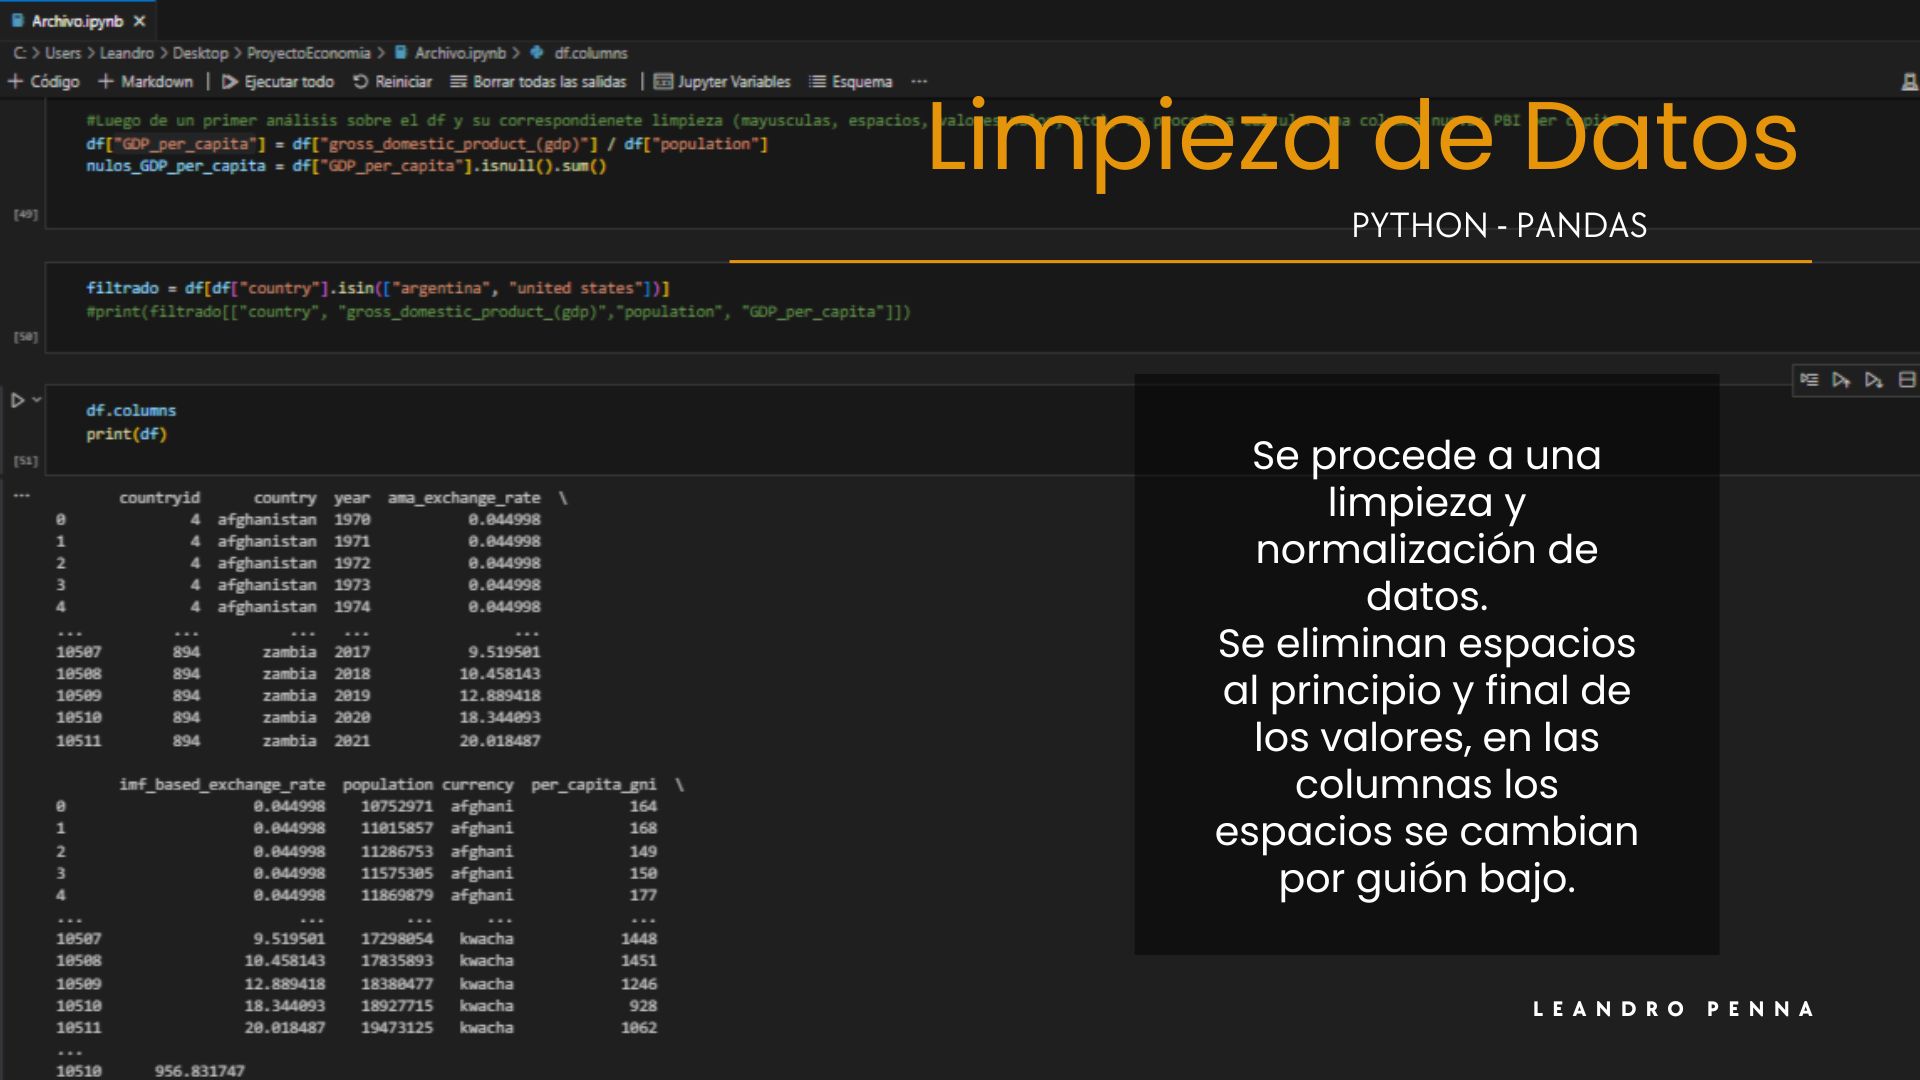 Archivo.ipynb ×
C: > Users > Leandro > Desktop > ProyectoEconomia > Archivo.ipynb > df.columns
+ Código + Markdown | Ejecutar todo Reiniciar Borrar todas las salidas | Jupyter Variables Esquema ...
Limpieza de Datos
PYTHON - PANDAS
#Luego de un primer análisis sobre el df y su correspondienete limpieza (mayusculas, espacios,
df["GDP_per_capita"] = df["gross_domestic_product_(gdp)"] / df["population"]
nulos_GDP_per_capita = df["GDP_per_capita"].isnull().sum()
[49]
filtrado = df[df["country"].isin(["argentina", "united states"])]
#print(filtrado[["country", "gross_domestic_product_(gdp)","population", "GDP_per_capita"]])
[50]
df.columns
print(df)
[51]
... countryid country year ama_exchange_rate \
0 4 afghanistan 1970 0.044998
1 4 afghanistan 1971 0.044998
2 4 afghanistan 1972 0.044998
3 4 afghanistan 1973 0.044998
4 4 afghanistan 1974 0.044998
... ... ... ... ...
10507 894 zambia 2017 9.519501
10508 894 zambia 2018 10.458143
10509 894 zambia 2019 12.889418
10510 894 zambia 2020 18.344093
10511 894 zambia 2021 20.018487
imf_based_exchange_rate population currency per_capita_gni \
0 0.044998 10752971 afghani 164
1 0.044998 11015857 afghani 168
2 0.044998 11286753 afghani 149
3 0.044998 11575305 afghani 150
4 0.044998 11869879 afghani 177
... ... ... ... ...
10507 9.519501 17298054 kwacha 1448
10508 10.458143 17835893 kwacha 1451
10509 12.889418 18380477 kwacha 1246
10510 18.344093 18927715 kwacha 928
10511 20.018487 19473125 kwacha 1062
...
10510 956.831747
Se procede a una
limpieza y
normalización de
datos.
Se eliminan espacios
al principio y final de
los valores, en las
columnas los
espacios se cambian
por guión bajo.
LEANDRO PENNA